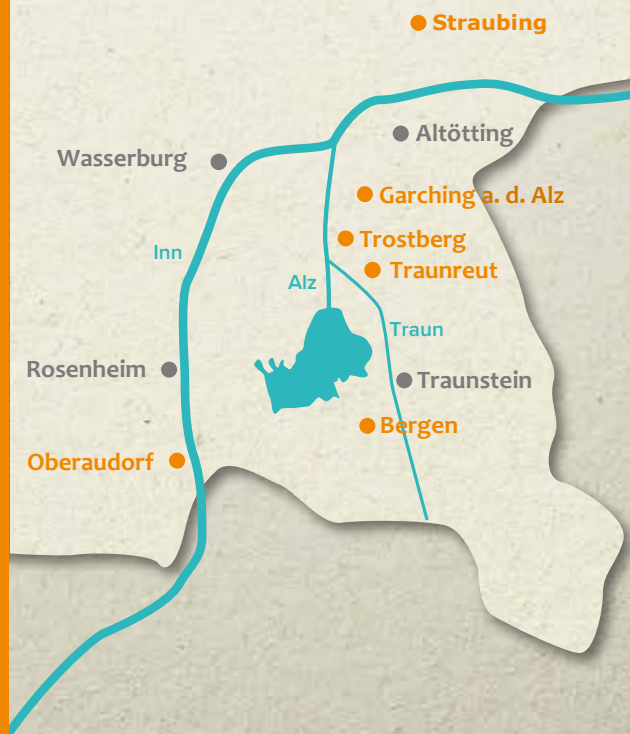 Straubing
Altötting
Wasserburg
Garching a. d. Alz
Trostberg
Inn
Traunreut
Alz
Traun
Rosenheim
Traunstein
Bergen
Oberaudorf